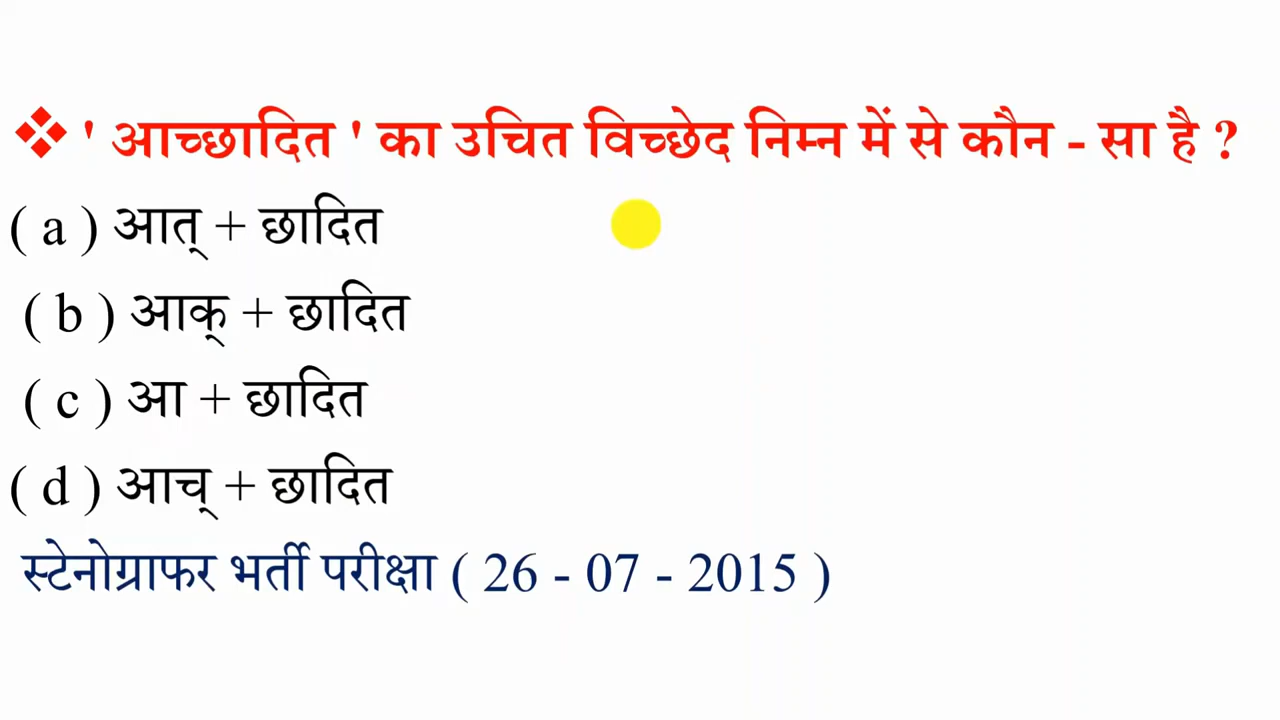 ❖ ' आच्छादित ' का उचित विच्छेद निम्न में से कौन - सा है ?
( a ) आत् + छादित
( b ) आक् + छादित
( c ) आ + छादित
( d ) आच् + छादित
स्टेनोग्राफर भर्ती परीक्षा ( 26 - 07 - 2015 )